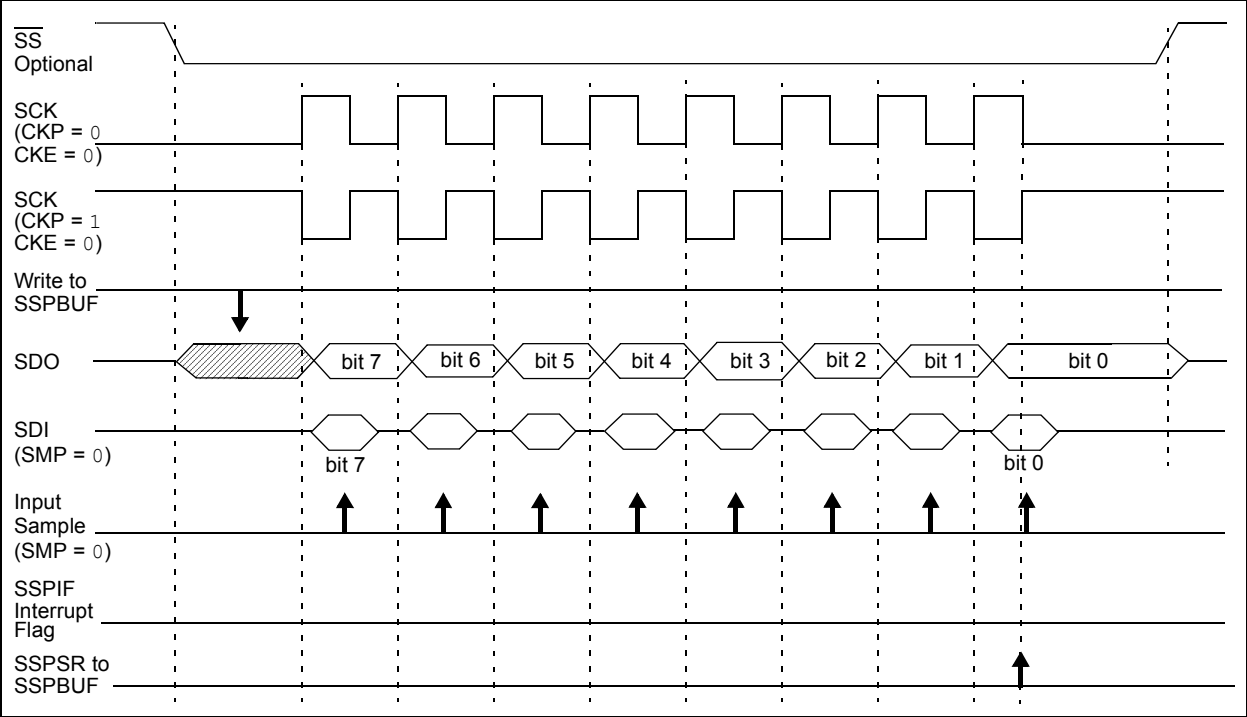 SS
Optional
SCK
(CKP = 0
CKE = 0)
SCK
(CKP = 1
CKE = 0)
Write to
SSPBUF
SDO
bit 7 bit 6 bit 5 bit 4 bit 3 bit 2 bit 1 bit 0
SDI
(SMP = 0)
bit 7 bit 0
Input
Sample
(SMP = 0)
SSPIF
Interrupt
Flag
SSPSR to
SSPBUF